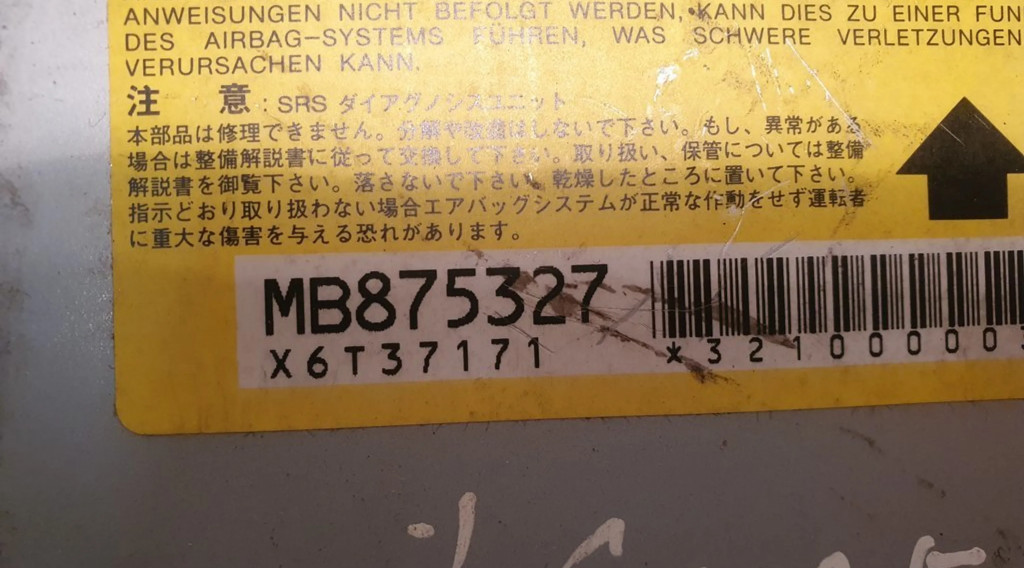 ANWEISUNGEN NICHT BEFOLGT WERDEN, KANN DIES ZU EINER FUN
DES AIRBAG-SYSTEMS FÜHREN, WAS SCHWERE VERLETZUNGEN
VERURSACHEN KANN.
注 意 : SRS ダイアグノシスユニット
本部品は修理できません。分解や改造はしないで下さい。もし、異常がある
場合は整備解説書に従って交換して下さい。取り扱い、保管については整備
解説書を御覧下さい。落さないで下さい。乾燥したところに置いて下さい。
指示どおり取り扱わない場合エアバッグシステムが正常な作動をせず運転者
に重大な傷害を与える恐れがあります。
MB875327
X6T37171
*32100000